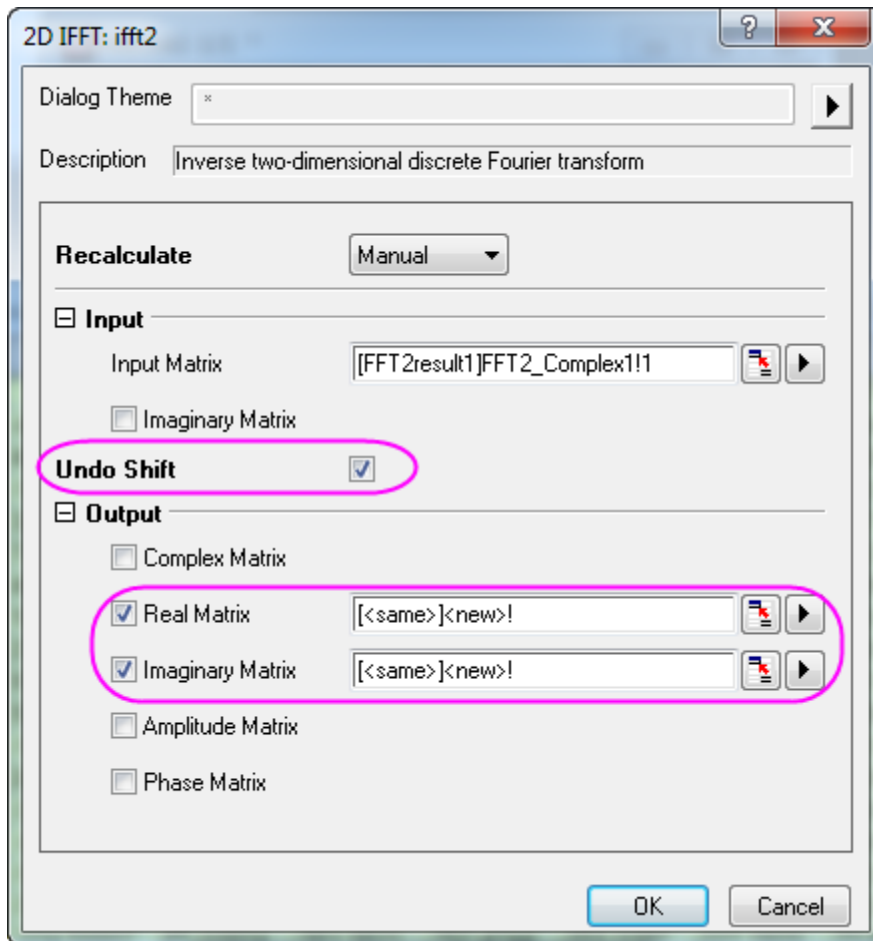 2D IFFT: ifft2
Dialog Theme *
Description Inverse two-dimensional discrete Fourier transform
Recalculate Manual
Input
Input Matrix [FFT2result1]FFT2_Complex1!1
Imaginary Matrix
Undo Shift
Output
Complex Matrix
Real Matrix [<same>]<new>!
Imaginary Matrix [<same>]<new>!
Amplitude Matrix
Phase Matrix
OK Cancel